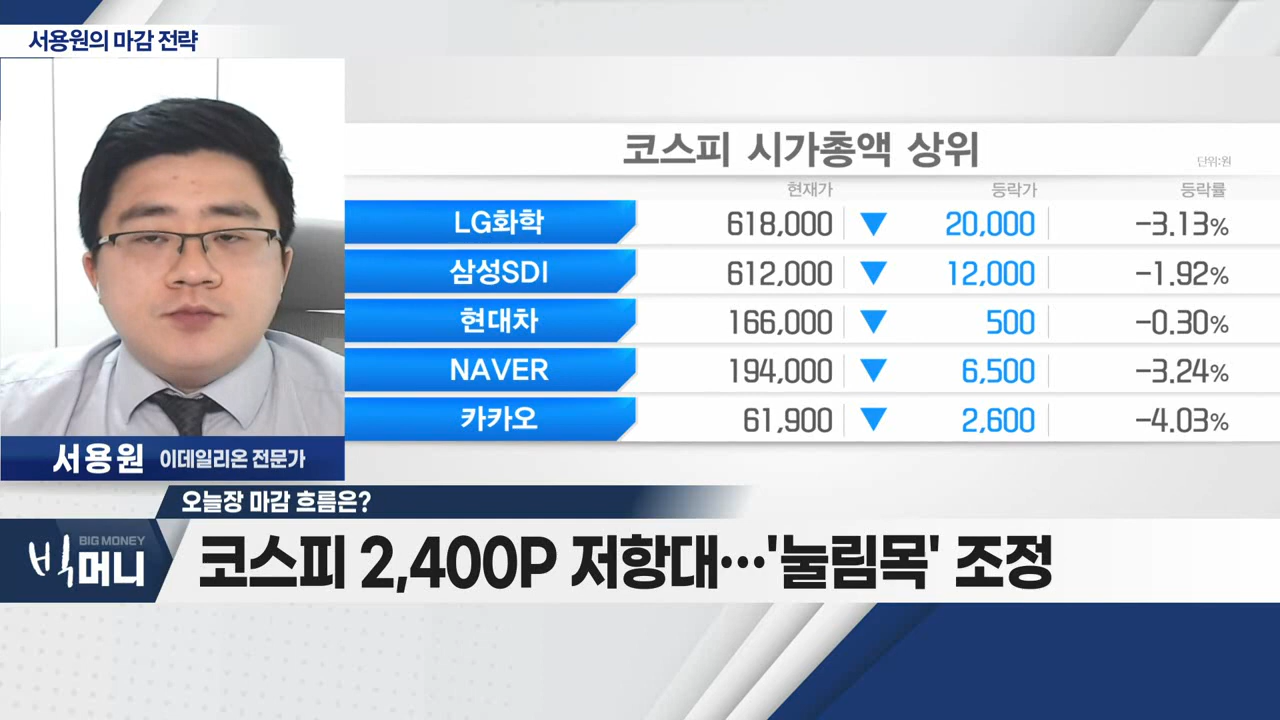 서용원의 마감 전략
코스피 시가총액 상위
단위:원
현재가 등락가 등락률
LG화학 618,000 ▼ 20,000 -3.13%
삼성SDI 612,000 ▼ 12,000 -1.92%
현대차 166,000 ▼ 500 -0.30%
NAVER 194,000 ▼ 6,500 -3.24%
카카오 61,900 ▼ 2,600 -4.03%
서용원 이데일리온 전문가
오늘장 마감 흐름은?
BIG MONEY
빅머니
코스피 2,400P 저항대…'눌림목' 조정